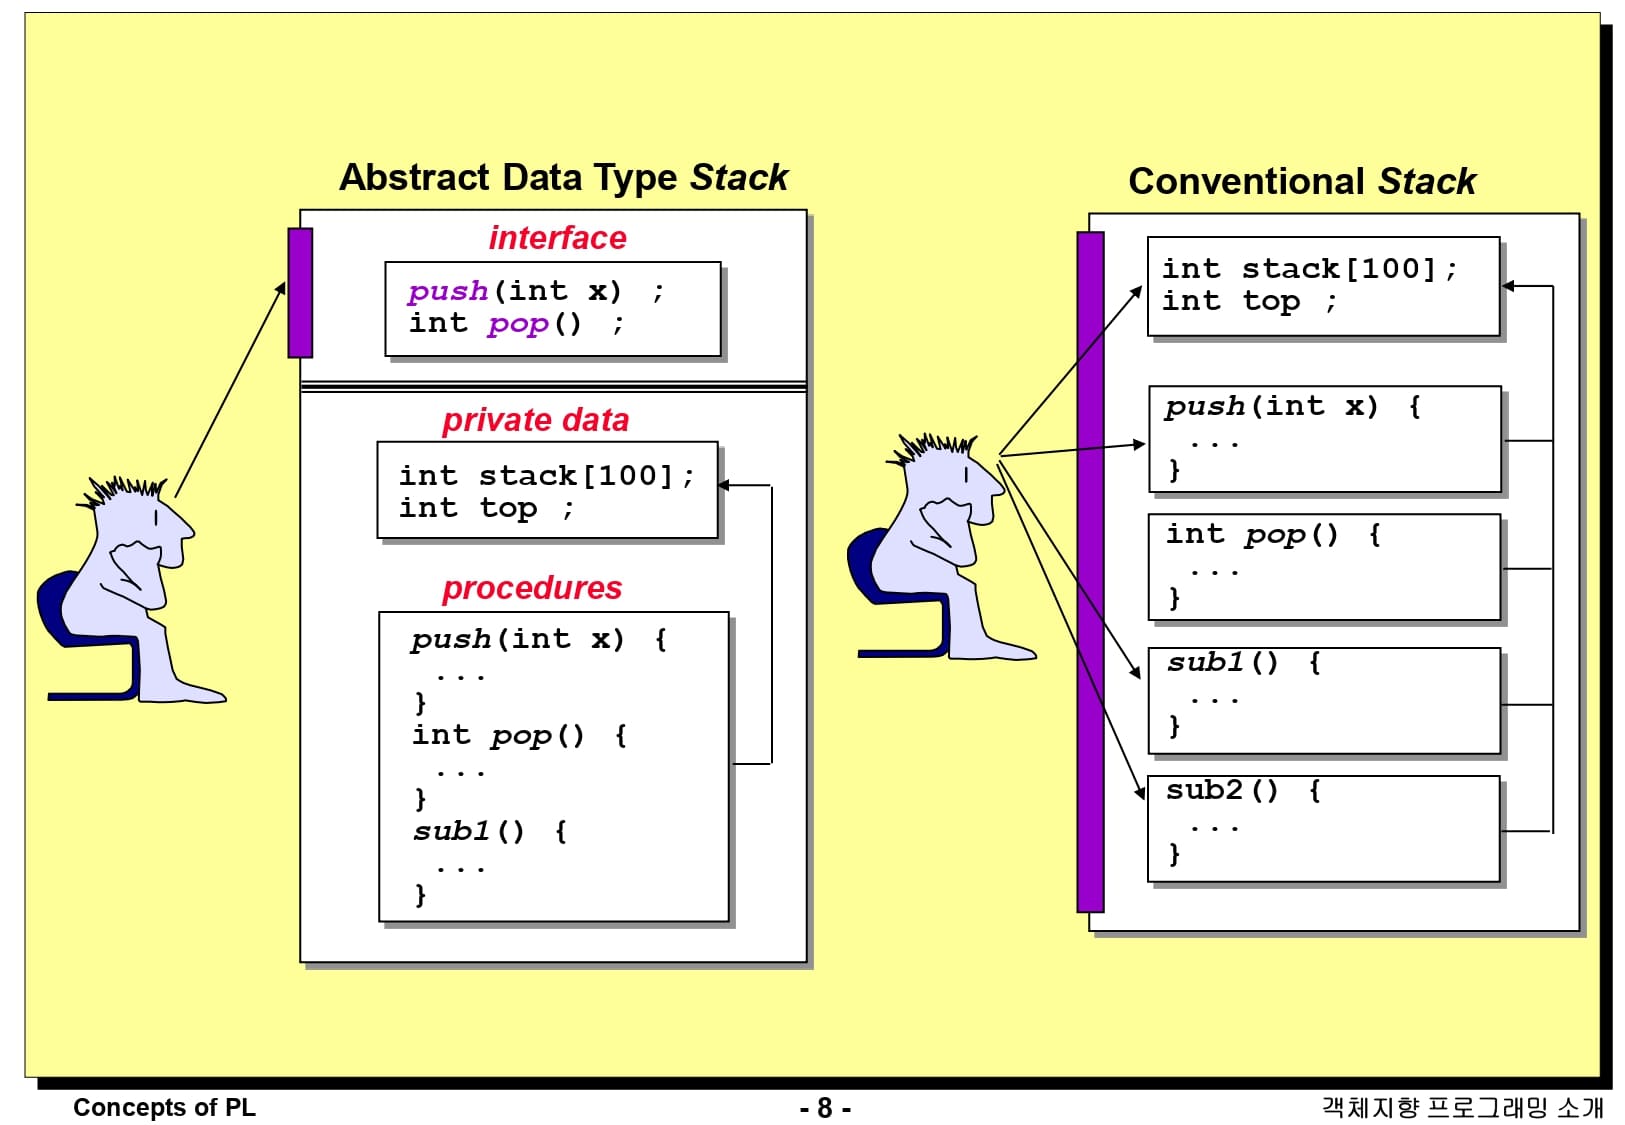 Abstract Data Type Stack
interface
push(int x) ;
int pop() ;
private data
int stack[100];
int top ;
procedures
push(int x) {
...
}
int pop() {
...
}
sub1() {
...
}
Conventional Stack
int stack[100];
int top ;
push(int x) {
...
}
int pop() {
...
}
sub1() {
...
}
sub2() {
...
}
Concepts of PL
- 8 -
객체지향 프로그래밍 소개